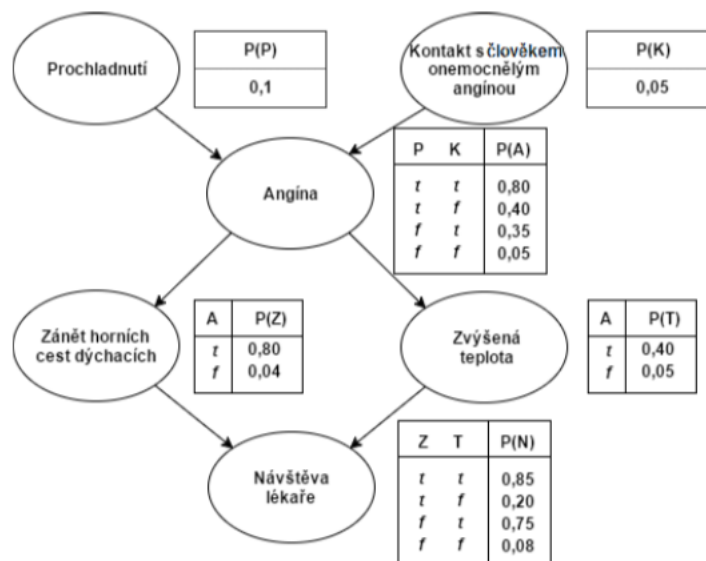 Prochladnutí
P(P)
0,1
Kontakt s člověkem
onemocnělým
angínou
P(K)
0,05
Angína
P K P(A)
t t 0,80
t f 0,40
f t 0,35
f f 0,05
Zánět horních
cest dýchacích
A P(Z)
t 0,80
f 0,04
Zvýšená
teplota
A P(T)
t 0,40
f 0,05
Návštěva
lékaře
Z T P(N)
t t 0,85
t f 0,20
f t 0,75
f f 0,08